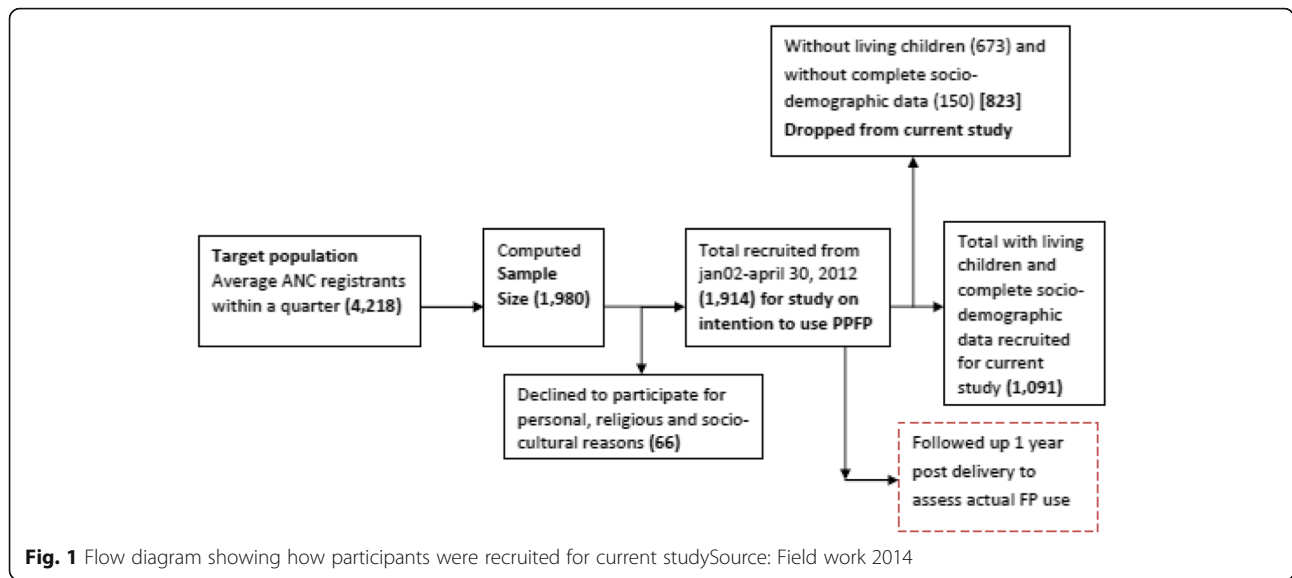 Without living children (673) and
without complete socio-
demographic data (150) [823]
Dropped from current study
Target population
Average ANC registrants
within a quarter (4,218)
Computed
Sample
Size (1,980)
Total recruited from
jan02-april 30, 2012
(1,914) for study on
intention to use PPFP
Total with living
children and
complete socio-
demographic
data recruited
for current
study (1,091)
Declined to participate for
personal, religious and socio-
cultural reasons (66)
Followed up 1 year
post delivery to
assess actual FP use
Fig. 1 Flow diagram showing how participants were recruited for current studySource: Field work 2014